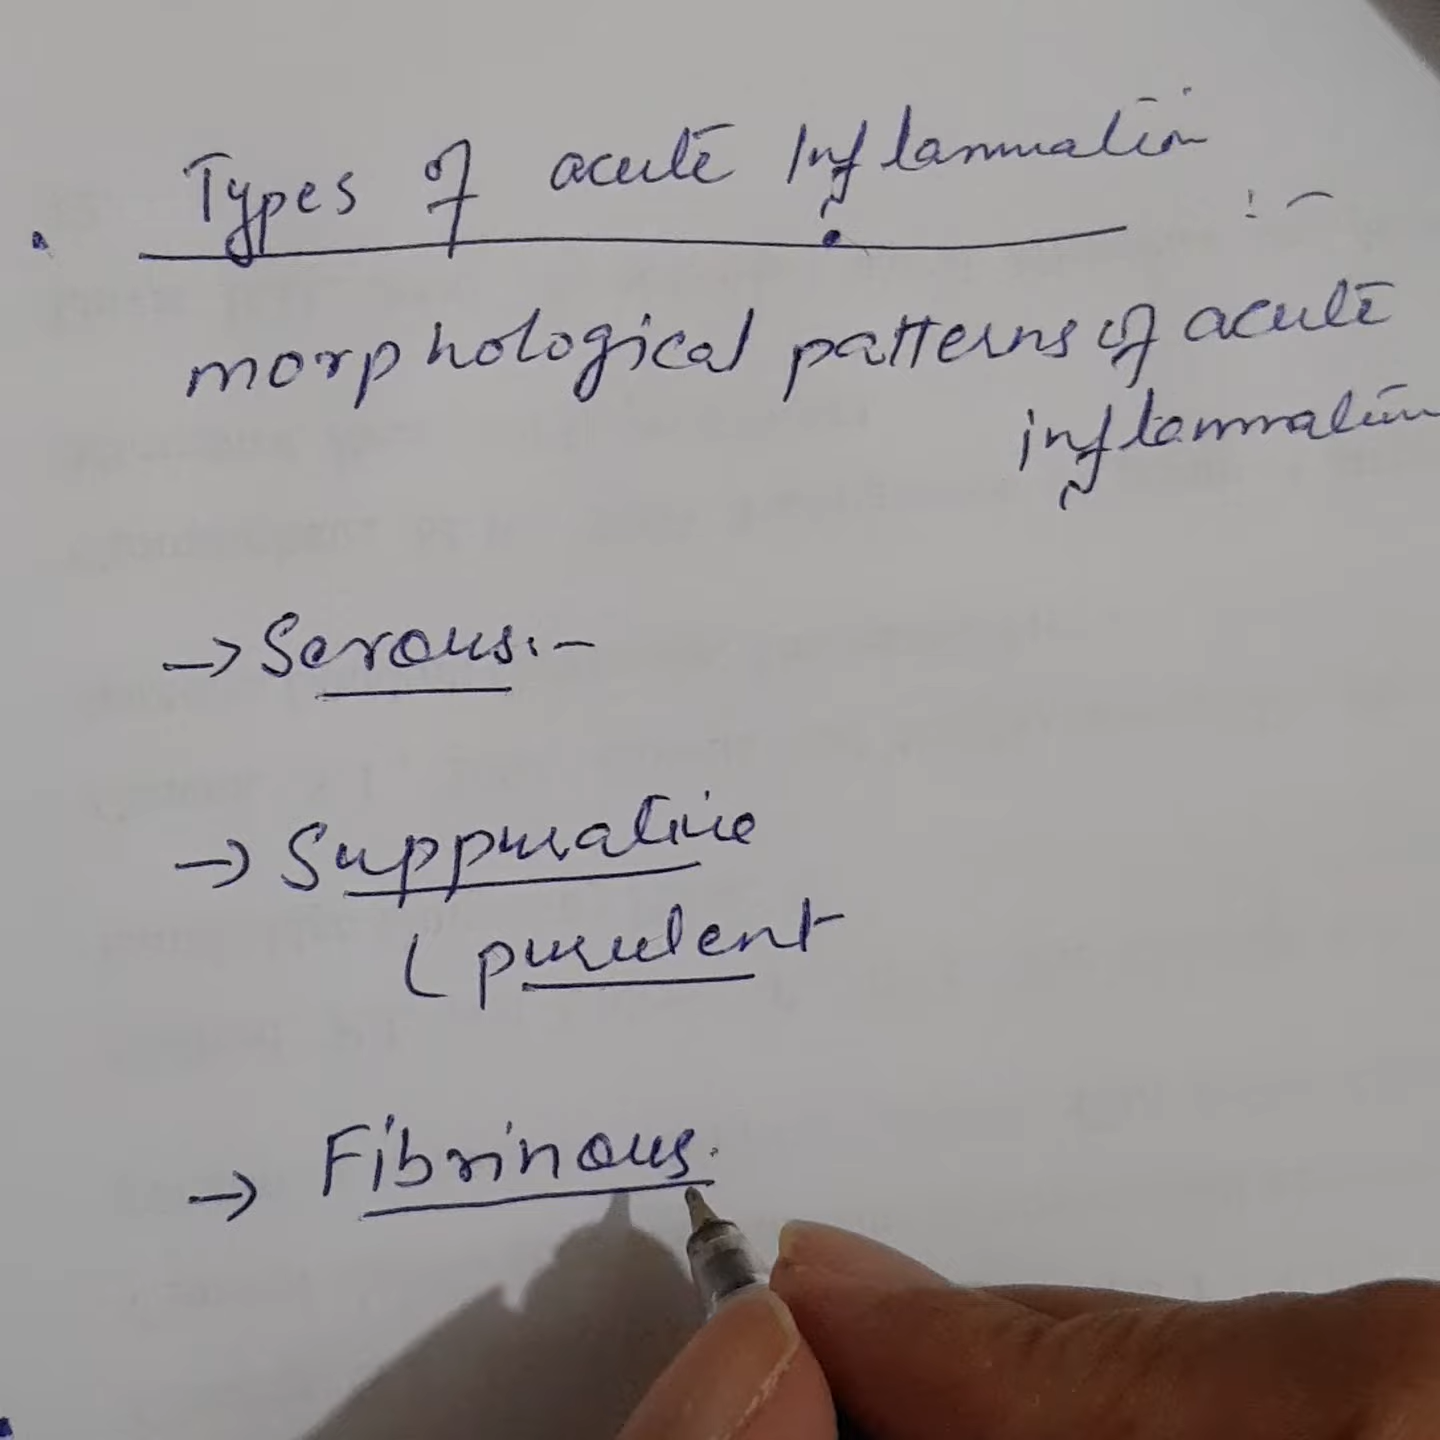 Types of acute Inflammation :-
morphological patterns of acute
inflammation
→ Serous:-
→ Suppurative
( purulent
→ Fibrinous.